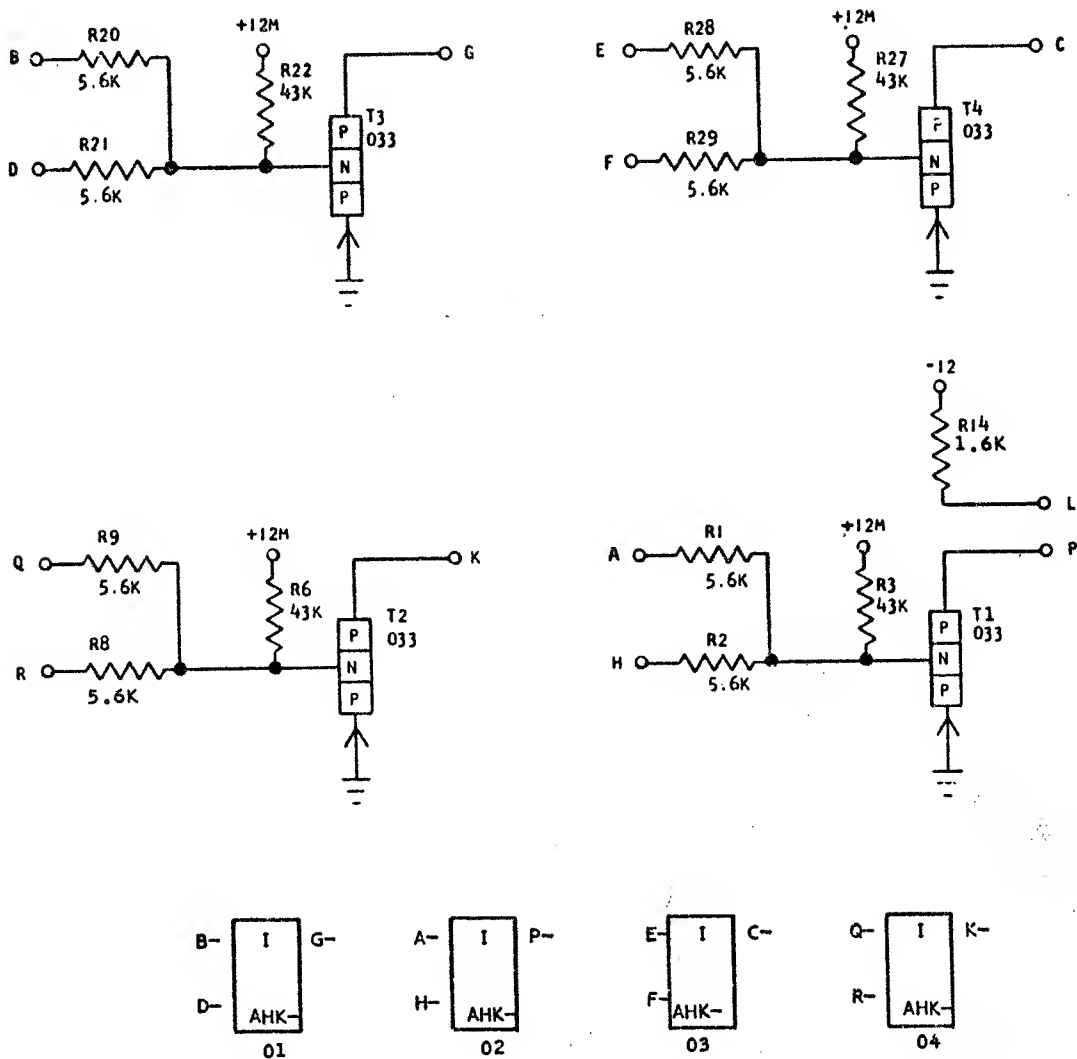 B
R20
5.6K
+12M
R22
43K
G
T3
033
P
N
P
D
R21
5.6K
E
R28
5.6K
+12M
R27
43K
C
T4
033
P
N
P
F
R29
5.6K
-12
R14
1.6K
L
Q
R9
5.6K
+12M
R6
43K
K
T2
033
P
N
P
R
R8
5.6K
A
R1
5.6K
+12M
R3
43K
P
T1
033
P
N
P
H
R2
5.6K
B- I G-
D-
AHK-
01
A- I P-
H-
AHK-
02
E- I C-
F-
AHK-
03
Q- I K-
R-
AHK-
04